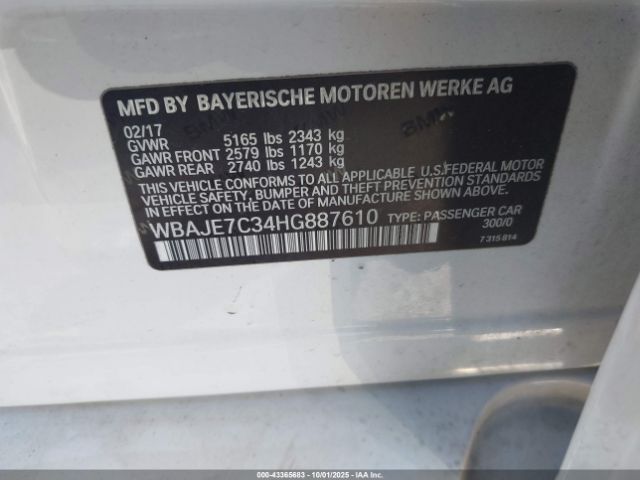 MFD BY BAYERISCHE MOTOREN WERKE AG
02/17
GVWR 5165 lbs 2343 kg
GAWR FRONT 2579 lbs 1170 kg
GAWR REAR 2740 lbs 1243 kg
THIS VEHICLE CONFORMS TO ALL APPLICABLE U.S.FEDERAL MOTOR
VEHICLE SAFETY, BUMPER, AND THEFT PREVENTION STANDARDS
IN EFFECT ON THE DATE OF MANUFACTURE SHOWN ABOVE.
WBAJE7C34HG887610 TYPE: PASSENGER CAR
300/0
7 315 814
000-43365683 - 10/01/2025 - IAA Inc.